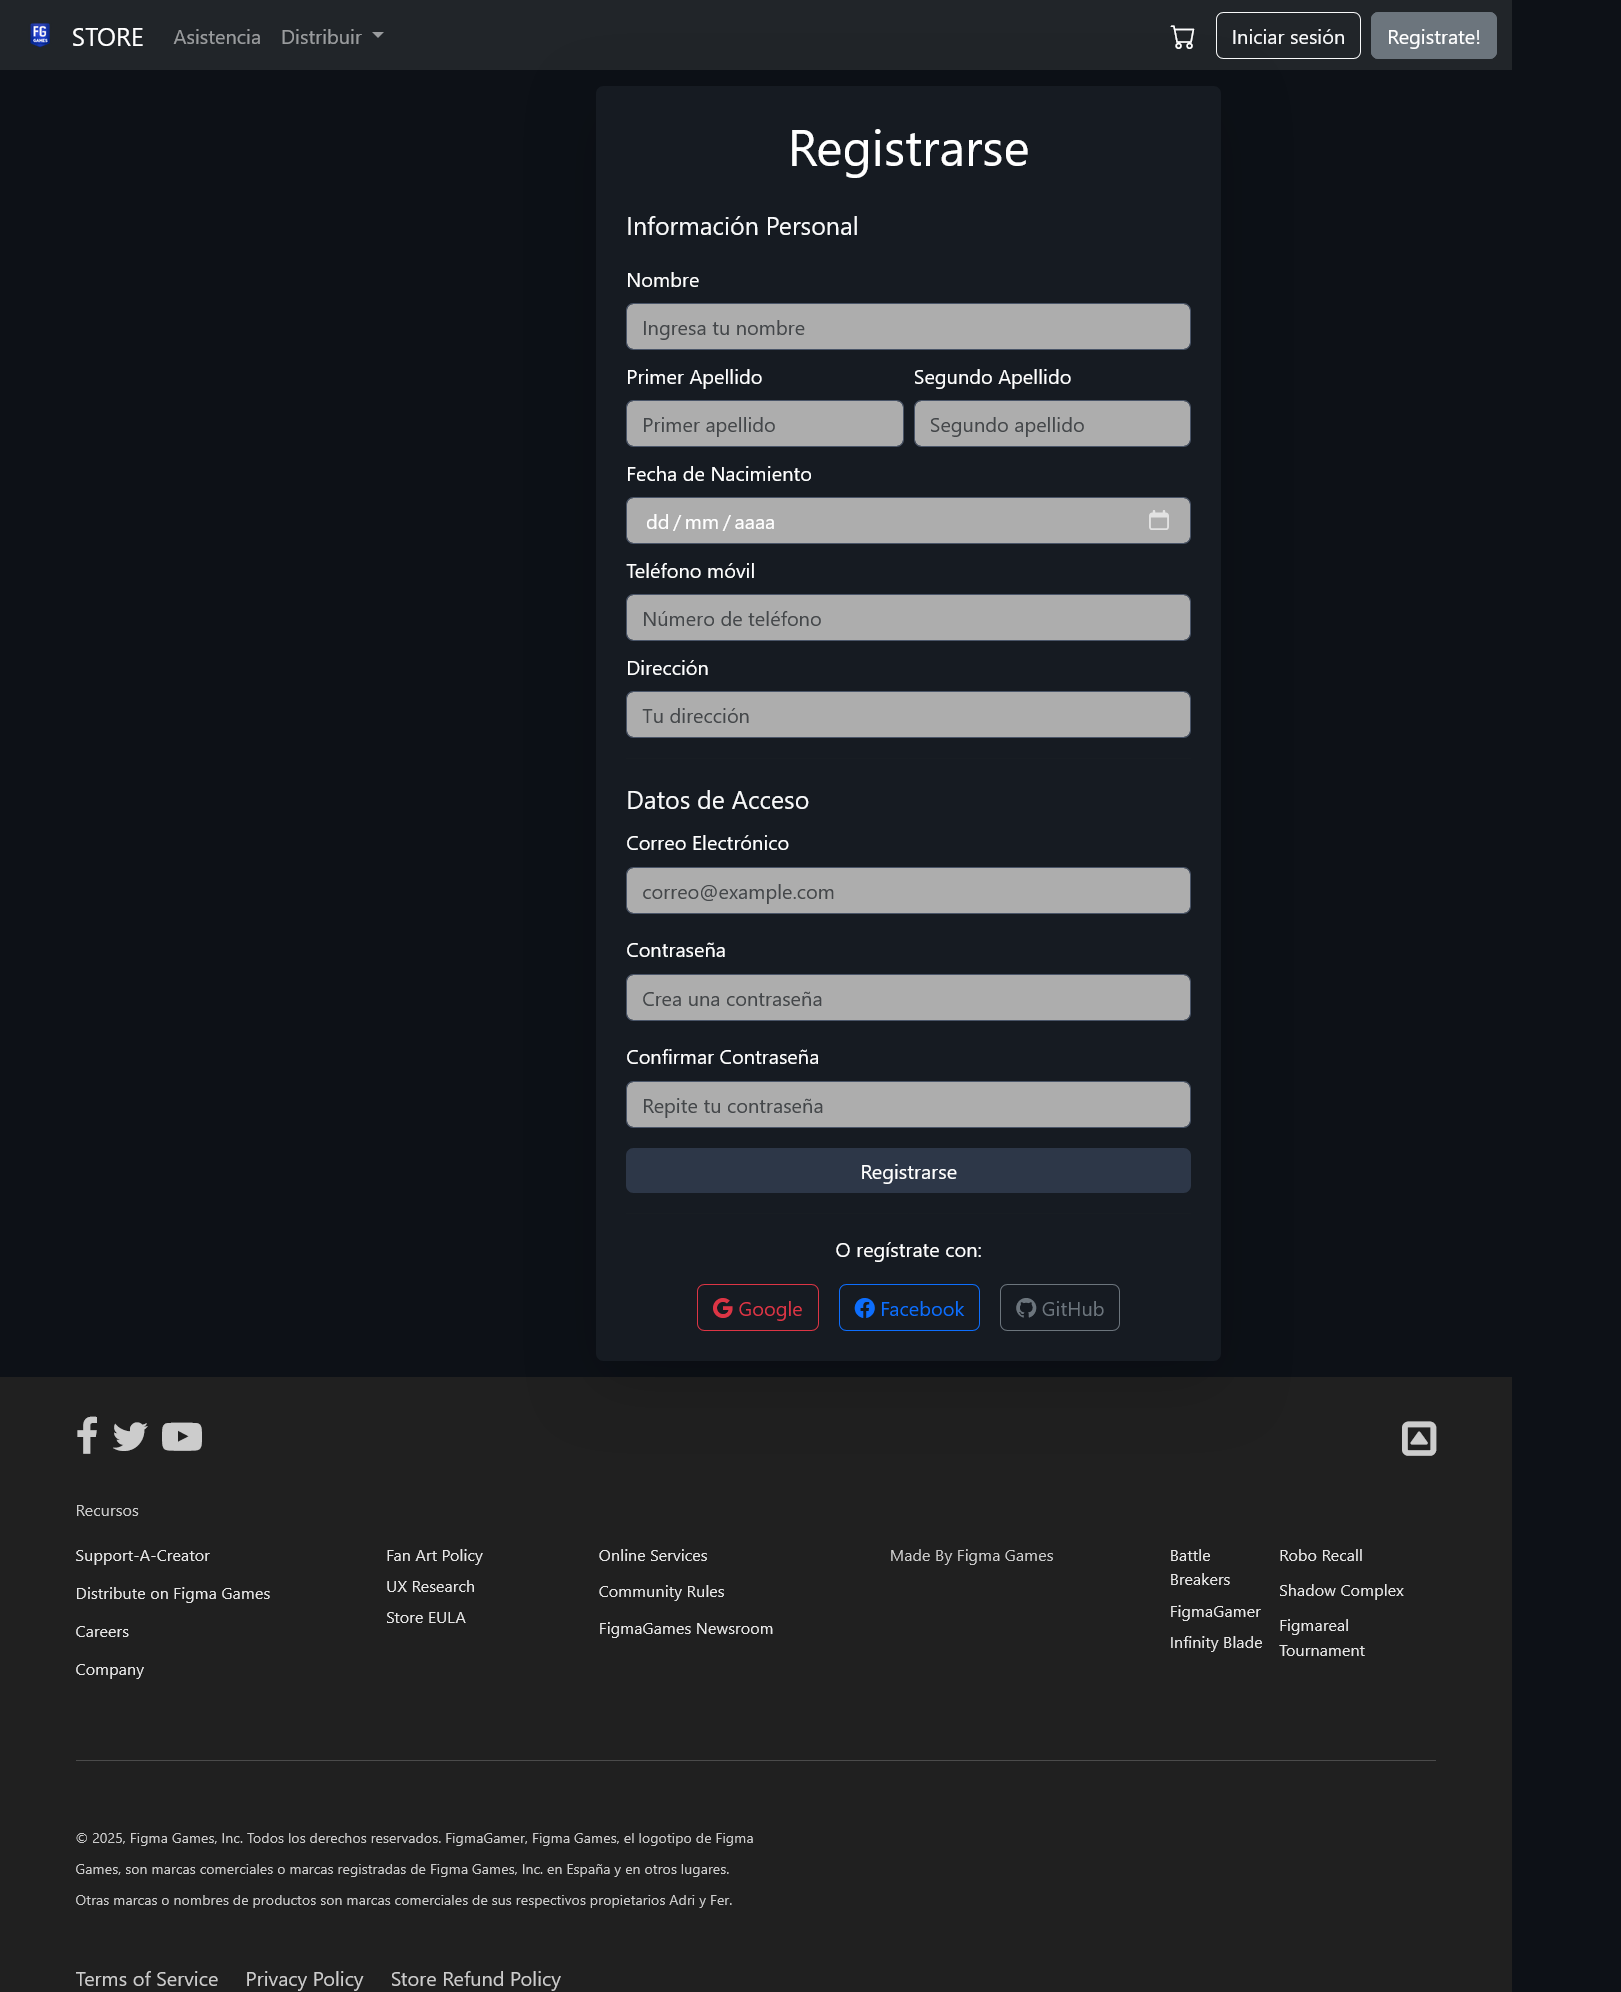 FG GAMES
STORE
Asistencia
Distribuir
Iniciar sesión
Registrate!
Registrarse
Información Personal
Nombre
Ingresa tu nombre
Primer Apellido
Segundo Apellido
Primer apellido
Segundo apellido
Fecha de Nacimiento
dd/mm/aaaa
Teléfono móvil
Número de teléfono
Dirección
Tu dirección
Datos de Acceso
Correo Electrónico
correo@example.com
Contraseña
Crea una contraseña
Confirmar Contraseña
Repite tu contraseña
Registrarse
O regístrate con:
Google
Facebook
GitHub
Recursos
Support-A-Creator
Distribute on Figma Games
Careers
Company
Fan Art Policy
UX Research
Store EULA
Online Services
Community Rules
FigmaGames Newsroom
Made By Figma Games
Battle
Breakers
FigmaGamer
Infinity Blade
Robo Recall
Shadow Complex
Figmareal
Tournament
© 2025, Figma Games, Inc. Todos los derechos reservados. FigmaGamer, Figma Games, el logotipo de Figma
Games, son marcas comerciales o marcas registradas de Figma Games, Inc. en España y en otros lugares.
Otras marcas o nombres de productos son marcas comerciales de sus respectivos propietarios Adri y Fer.
Terms of Service
Privacy Policy
Store Refund Policy